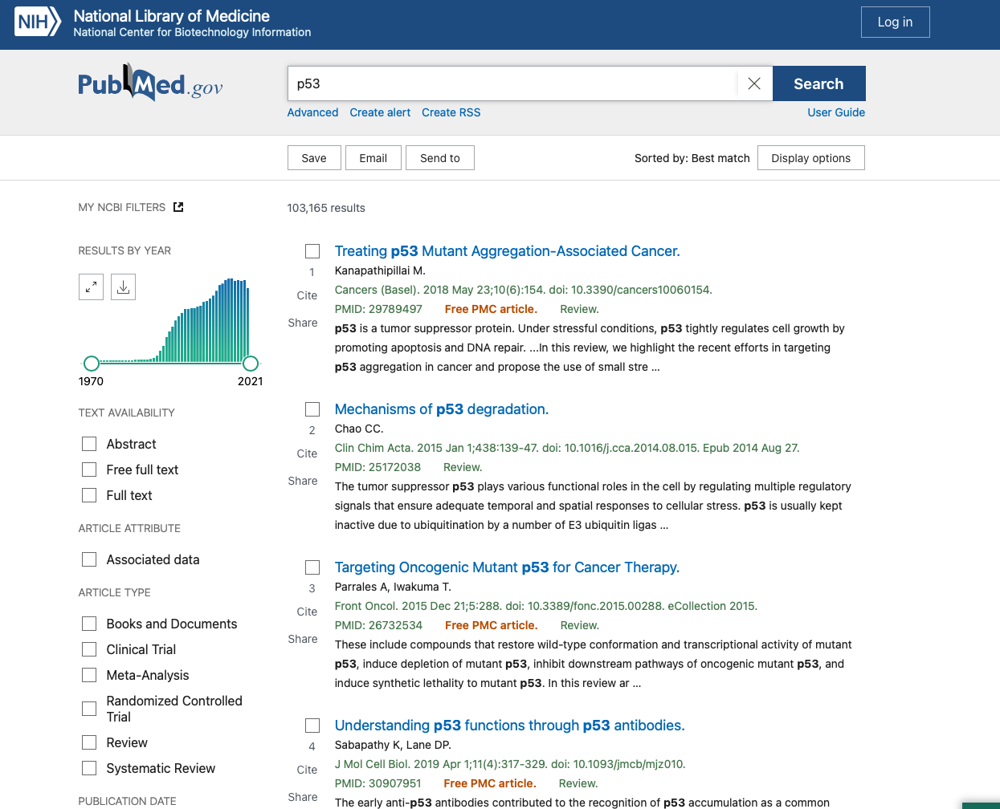 NIH
National Library of Medicine
National Center for Biotechnology Information
Log in
PubMed.gov
p53
Search
Advanced Create alert Create RSS
User Guide
Save Email Send to
Sorted by: Best match Display options
MY NCBI FILTERS
103,165 results
RESULTS BY YEAR
1970
2021
TEXT AVAILABILITY
Abstract
Free full text
Full text
ARTICLE ATTRIBUTE
Associated data
ARTICLE TYPE
Books and Documents
Clinical Trial
Meta-Analysis
Randomized Controlled
Trial
Review
Systematic Review
PUBLICATION DATE
Treating p53 Mutant Aggregation-Associated Cancer.
1
Cite
Share
Kanapathipillai M.
Cancers (Basel). 2018 May 23;10(6):154. doi: 10.3390/cancers10060154.
PMID: 29789497 Free PMC article. Review.
p53 is a tumor suppressor protein. Under stressful conditions, p53 tightly regulates cell growth by
promoting apoptosis and DNA repair. ...In this review, we highlight the recent efforts in targeting
p53 aggregation in cancer and propose the use of small stre ...
Mechanisms of p53 degradation.
2
Cite
Share
Chao CC.
Clin Chim Acta. 2015 Jan 1;438:139-47. doi: 10.1016/j.cca.2014.08.015. Epub 2014 Aug 27.
PMID: 25172038 Review.
The tumor suppressor p53 plays various functional roles in the cell by regulating multiple regulatory
signals that ensure adequate temporal and spatial responses to cellular stress. p53 is usually kept
inactive due to ubiquitination by a number of E3 ubiquitin ligas ...
Targeting Oncogenic Mutant p53 for Cancer Therapy.
3
Cite
Share
Parrales A, Iwakuma T.
Front Oncol. 2015 Dec 21;5:288. doi: 10.3389/fonc.2015.00288. eCollection 2015.
PMID: 26732534 Free PMC article. Review.
These include compounds that restore wild-type conformation and transcriptional activity of mutant
p53, induce depletion of mutant p53, inhibit downstream pathways of oncogenic mutant p53, and
induce synthetic lethality to mutant p53. In this review ar ...
Understanding p53 functions through p53 antibodies.
4
Cite
Share
Sabapathy K, Lane DP.
J Mol Cell Biol. 2019 Apr 1;11(4):317-329. doi: 10.1093/jmcb/mjz010.
PMID: 30907951 Free PMC article. Review.
The early anti-p53 antibodies contributed to the recognition of p53 accumulation as a common